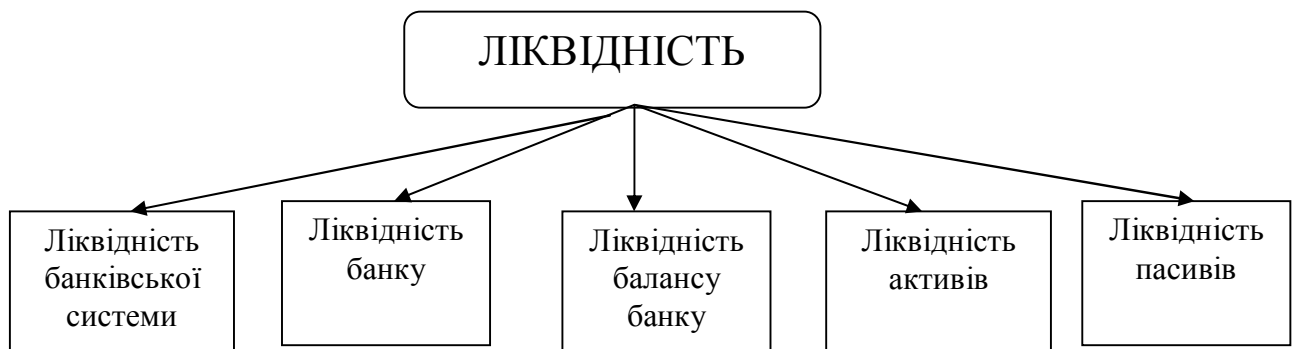 ЛІКВІДНІСТЬ
Ліквідність
банківської
системи
Ліквідність
банку
Ліквідність
балансу
банку
Ліквідність
активів
Ліквідність
пасивів